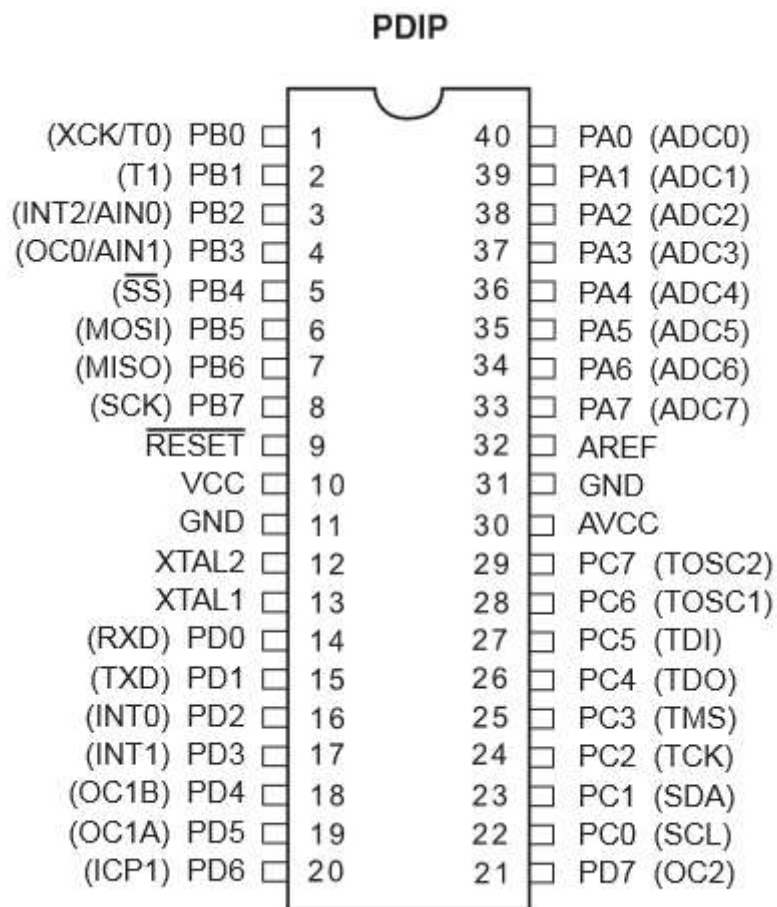 PDIP
(XCK/T0) PB0 1 40 PA0 (ADC0)
(T1) PB1 2 39 PA1 (ADC1)
(INT2/AIN0) PB2 3 38 PA2 (ADC2)
(OC0/AIN1) PB3 4 37 PA3 (ADC3)
(SS) PB4 5 36 PA4 (ADC4)
(MOSI) PB5 6 35 PA5 (ADC5)
(MISO) PB6 7 34 PA6 (ADC6)
(SCK) PB7 8 33 PA7 (ADC7)
RESET 9 32 AREF
VCC 10 31 GND
GND 11 30 AVCC
XTAL2 12 29 PC7 (TOSC2)
XTAL1 13 28 PC6 (TOSC1)
(RXD) PD0 14 27 PC5 (TDI)
(TXD) PD1 15 26 PC4 (TDO)
(INT0) PD2 16 25 PC3 (TMS)
(INT1) PD3 17 24 PC2 (TCK)
(OC1B) PD4 18 23 PC1 (SDA)
(OC1A) PD5 19 22 PC0 (SCL)
(ICP1) PD6 20 21 PD7 (OC2)